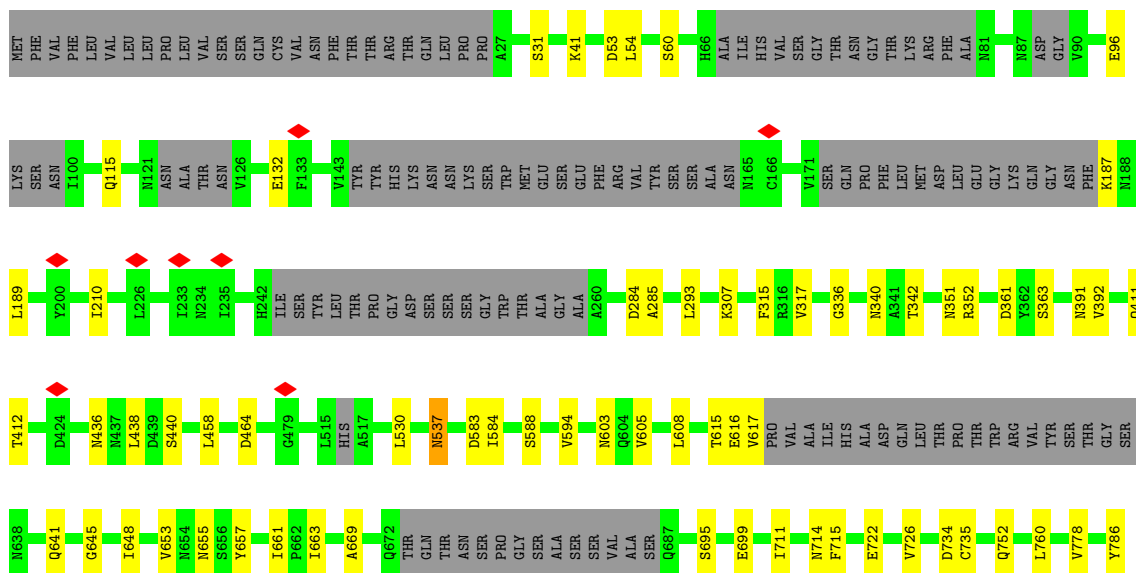 MET PHE VAL PHE LEU VAL LEU LEU PRO LEU VAL SER SER GLN CYS VAL ASN PHE THR THR ARG THR GLN LEU PRO PRO A27 S31 K41 D53 L54 S60 H66 ALA ILE HIS VAL SER GLY THR ASN GLY THR LYS ARG PHE ALA N81 N87 ASP GLY V90 E96
LYS SER ASN I100 Q115 N121 ASN ALA THR ASN V126 E132 F133 V143 TYR TYR HIS LYS ASN ASN LYS SER TRP MET GLU SER GLU PHE ARG VAL TYR SER SER ALA ASN N165 C166 V171 SER GLN PRO PHE LEU MET ASP LEU GLU GLY LYS GLN GLY ASN PHE K187 N188
L189 Y200 I210 L226 I233 N234 I235 H242 ILE SER TYR LEU THR PRO GLY ASP SER SER SER GLY TRP THR ALA GLY ALA A260 D284 A285 L293 K307 F315 R316 V317 G336 N340 A341 T342 N351 R352 D361 Y362 S363 N391 V392
T412 D424 N436 N437 L438 D439 S440 L458 D464 G479 L515 HIS A517 L530 N537 D583 I584 S588 V594 N603 Q604 V605 L608 T615 E616 V617 PRO VAL ALA ILE HIS ALA ASP GLN LEU THR PRO THR TRP ARG VAL TYR SER THR GLY SER
N638 Q641 G645 I648 V653 N654 N655 S656 Y657 I661 P662 I663 A669 Q672 THR GLN THR ASN SER PRO GLY SER ALA SER SER VAL ALA SER Q687 S695 E699 I711 N714 F715 E722 V726 D734 C735 Q752 L760 V778 Y786